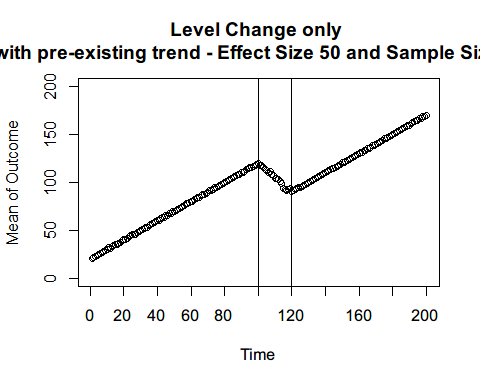 Level Change only
with pre-existing trend - Effect Size 50 and Sample
Mean of Outcome
200
150
100
50
0
0 20 40 60 80 120 160 200
Time